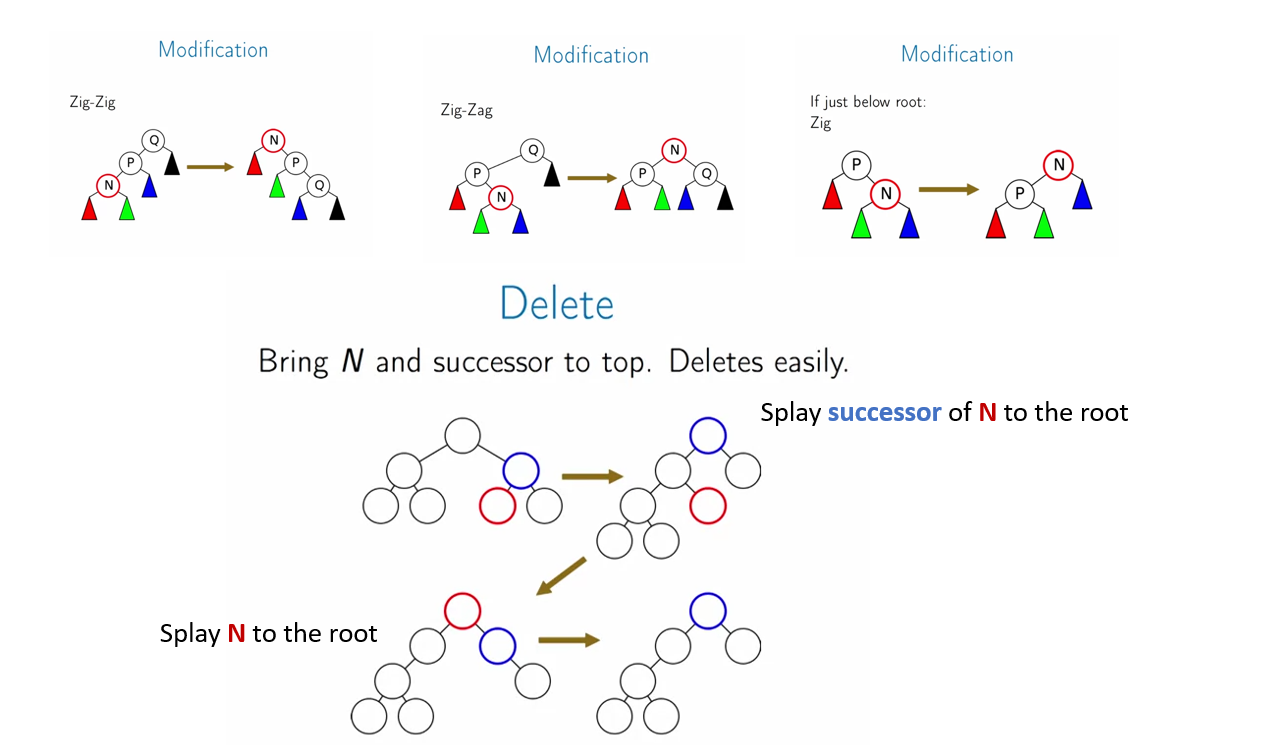 Modification
Zig-Zig
Q
P
N
N
P
Q
Modification
Zig-Zag
Q
P
N
N
P
Q
Modification
If just below root:
Zig
P
N
N
P
Delete
Bring N and successor to top. Deletes easily.
Splay successor of N to the root
Splay N to the root